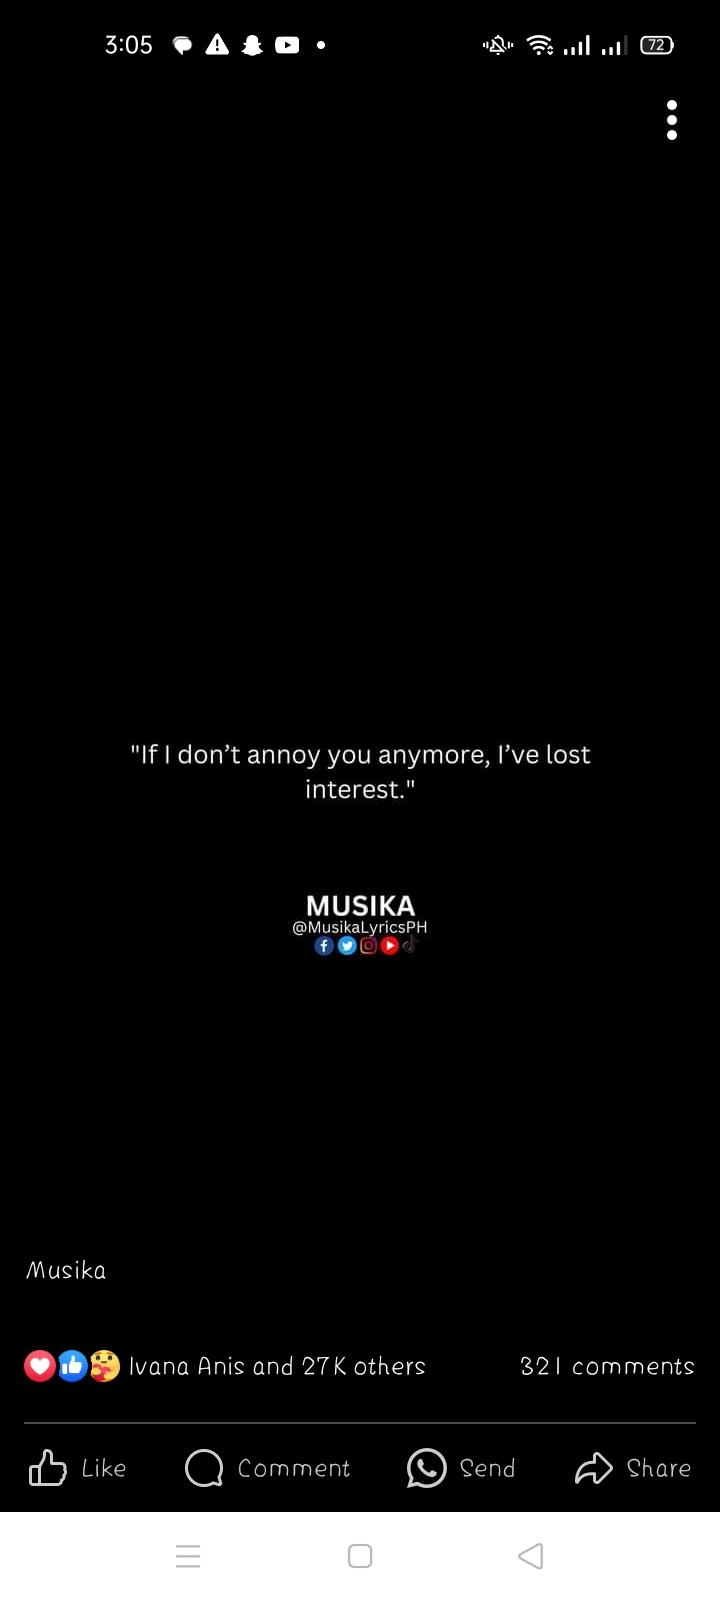 3:05
72
"If I don’t annoy you anymore, I’ve lost
interest."
MUSIKA
@MusikaLyricsPH
Musika
Ivana Anis and 27K others
321 comments
Like
Comment
Send
Share